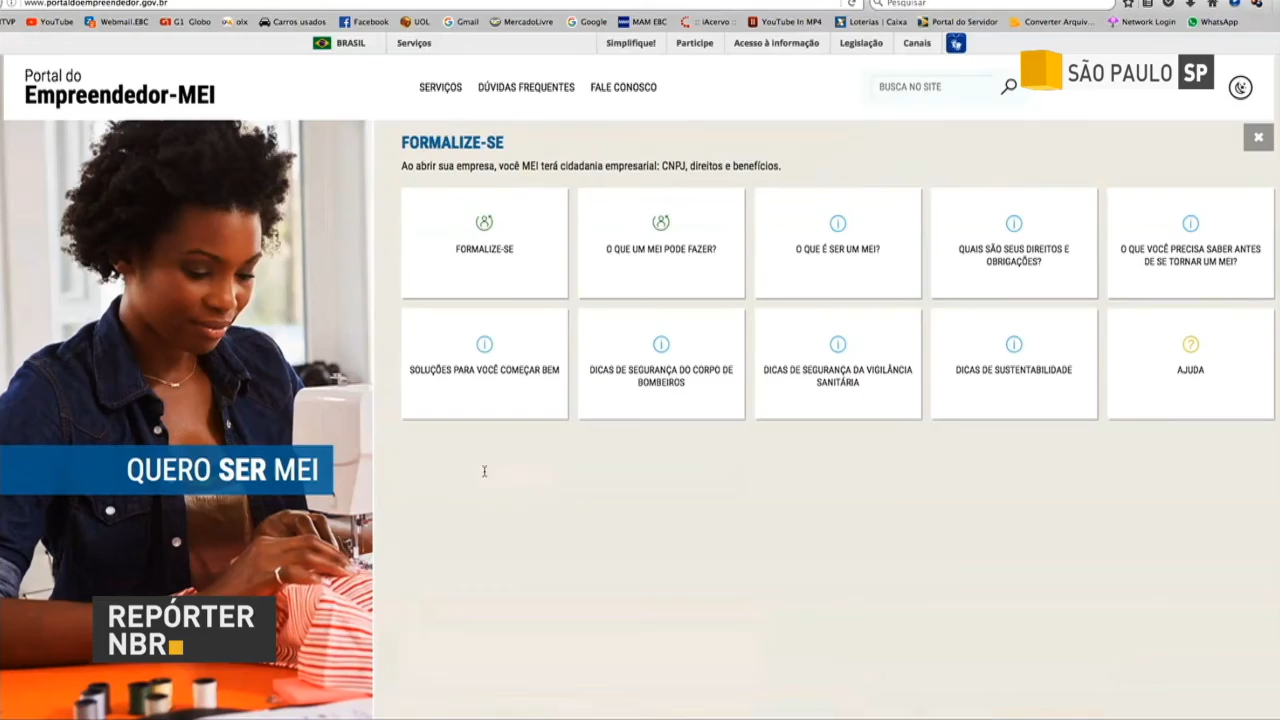 www.portaldoempreendedor.gov.br
Pesquisar
TVP YouTube Webmail.EBC G1 Globo olx Carros usados Facebook UOL Gmail MercadoLivre Google MAM EBC :: iAcervo :: YouTube In MP4 Loterias | Caixa Portal do Servidor Converter Arquiv... Network Login WhatsApp
BRASIL Serviços Simplifique! Participe Acesso à informação Legislação Canais
SÃO PAULO SP
Portal do
Empreendedor-MEI
SERVIÇOS DÚVIDAS FREQUENTES FALE CONOSCO
BUSCA NO SITE
FORMALIZE-SE
Ao abrir sua empresa, você MEI terá cidadania empresarial: CNPJ, direitos e benefícios.
FORMALIZE-SE
O QUE UM MEI PODE FAZER?
O QUE É SER UM MEI?
QUAIS SÃO SEUS DIREITOS E
OBRIGAÇÕES?
O QUE VOCÊ PRECISA SABER ANTES
DE SE TORNAR UM MEI?
SOLUÇÕES PARA VOCÊ COMEÇAR BEM
DICAS DE SEGURANÇA DO CORPO DE
BOMBEIROS
DICAS DE SEGURANÇA DA VIGILÂNCIA
SANITÁRIA
DICAS DE SUSTENTABILIDADE
AJUDA
QUERO SER MEI
REPÓRTER
NBR